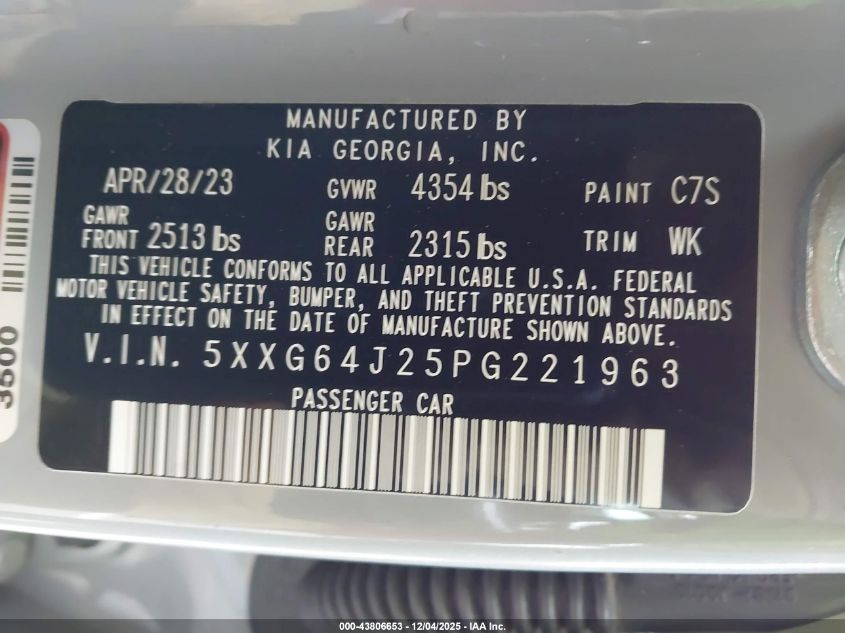 MANUFACTURED BY
KIA GEORGIA, INC.
APR/28/23 GVWR 4354 lbs PAINT C7S
GAWR FRONT 2513 lbs GAWR REAR 2315 lbs TRIM WK
THIS VEHICLE CONFORMS TO ALL APPLICABLE U.S.A. FEDERAL
MOTOR VEHICLE SAFETY, BUMPER, AND THEFT PREVENTION STANDARDS
IN EFFECT ON THE DATE OF MANUFACTURE SHOWN ABOVE.
V.I.N. 5XXG64J25PG221963
PASSENGER CAR
3500
000-43806653 • 12/04/2025 • IAA Inc.